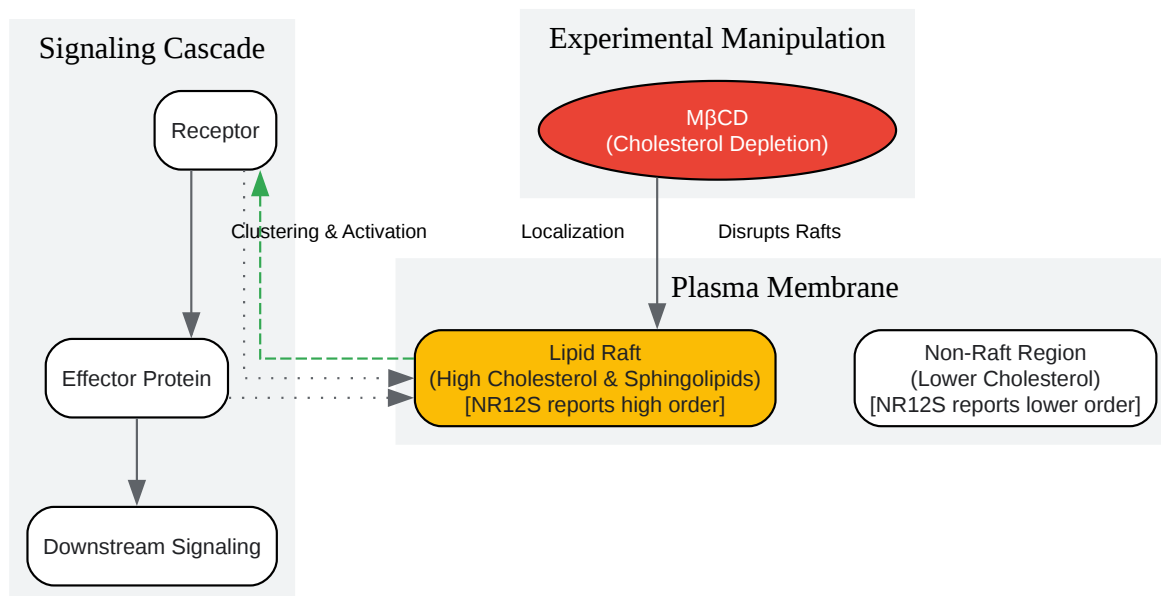 Signaling Cascade
Receptor
Effector Protein
Downstream Signaling
Experimental Manipulation
MβCD
(Cholesterol Depletion)
Clustering & Activation
Localization
Disrupts Rafts
Plasma Membrane
Lipid Raft
(High Cholesterol & Sphingolipids)
[NR12S reports high order]
Non-Raft Region
(Lower Cholesterol)
[NR12S reports lower order]